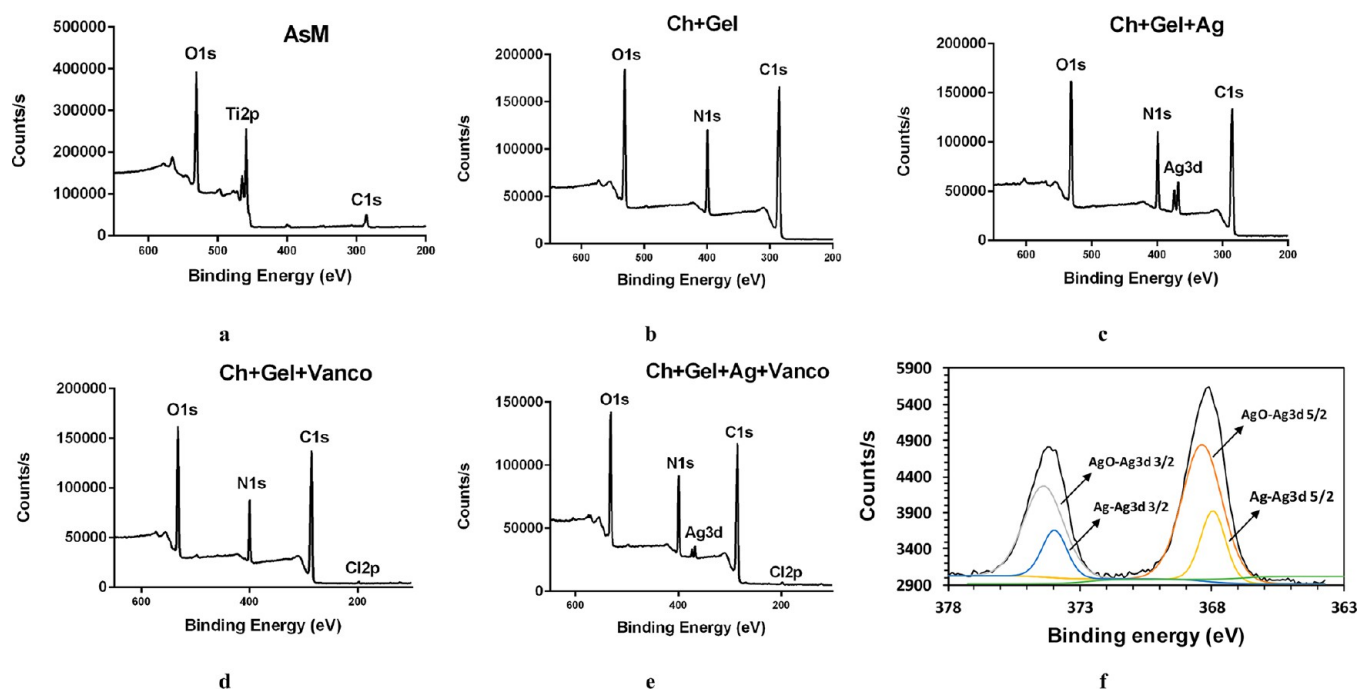 AsM
500000
400000
300000
200000
100000
0
Counts/s
O1s
Ti2p
C1s
600
500
400
300
200
Binding Energy (eV)
a
Ch+Gel
200000
150000
100000
50000
0
Counts/s
O1s
N1s
C1s
600
500
400
300
200
Binding Energy (eV)
b
Ch+Gel+Ag
200000
150000
100000
50000
0
Counts/s
O1s
N1s
Ag3d
C1s
600
500
400
300
200
Binding Energy (eV)
c
Ch+Gel+Vanco
200000
150000
100000
50000
0
Counts/s
O1s
N1s
C1s
Cl2p
600
400
200
Binding Energy (eV)
d
Ch+Gel+Ag+Vanco
150000
100000
50000
0
Counts/s
O1s
N1s
Ag3d
C1s
Cl2p
600
400
200
Binding Energy (eV)
e
5900
5400
4900
4400
3900
3400
2900
Counts/s
AgO-Ag3d 5/2
AgO-Ag3d 3/2
Ag-Ag3d 3/2
Ag-Ag3d 5/2
378
373
368
363
Binding energy (eV)
f